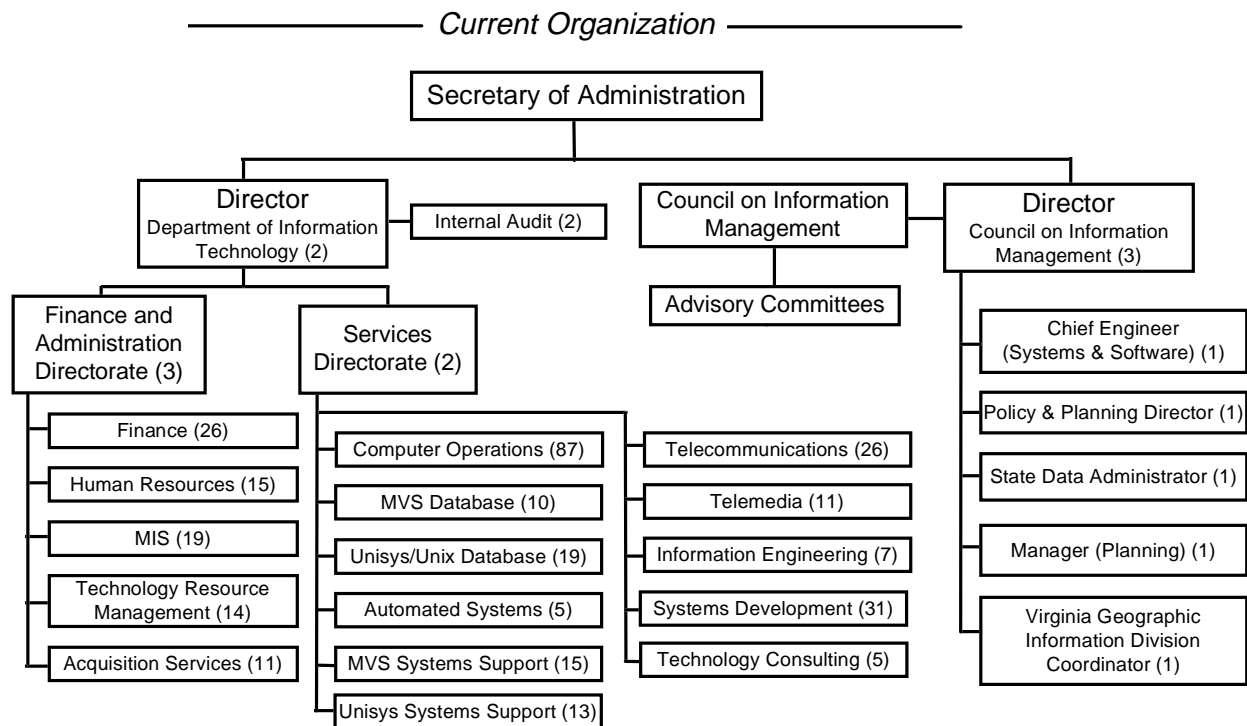 Current Organization
Secretary of Administration
Director
Department of Information
Technology (2)
Internal Audit (2)
Council on Information
Management
Director
Council on Information
Management (3)
Advisory Committees
Finance and
Administration
Directorate (3)
Services
Directorate (2)
Finance (26)
Human Resources (15)
MIS (19)
Technology Resource
Management (14)
Acquisition Services (11)
Computer Operations (87)
MVS Database (10)
Unisys/Unix Database (19)
Automated Systems (5)
MVS Systems Support (15)
Unisys Systems Support (13)
Telecommunications (26)
Telemedia (11)
Information Engineering (7)
Systems Development (31)
Technology Consulting (5)
Chief Engineer
(Systems & Software) (1)
Policy & Planning Director (1)
State Data Administrator (1)
Manager (Planning) (1)
Virginia Geographic
Information Division
Coordinator (1)